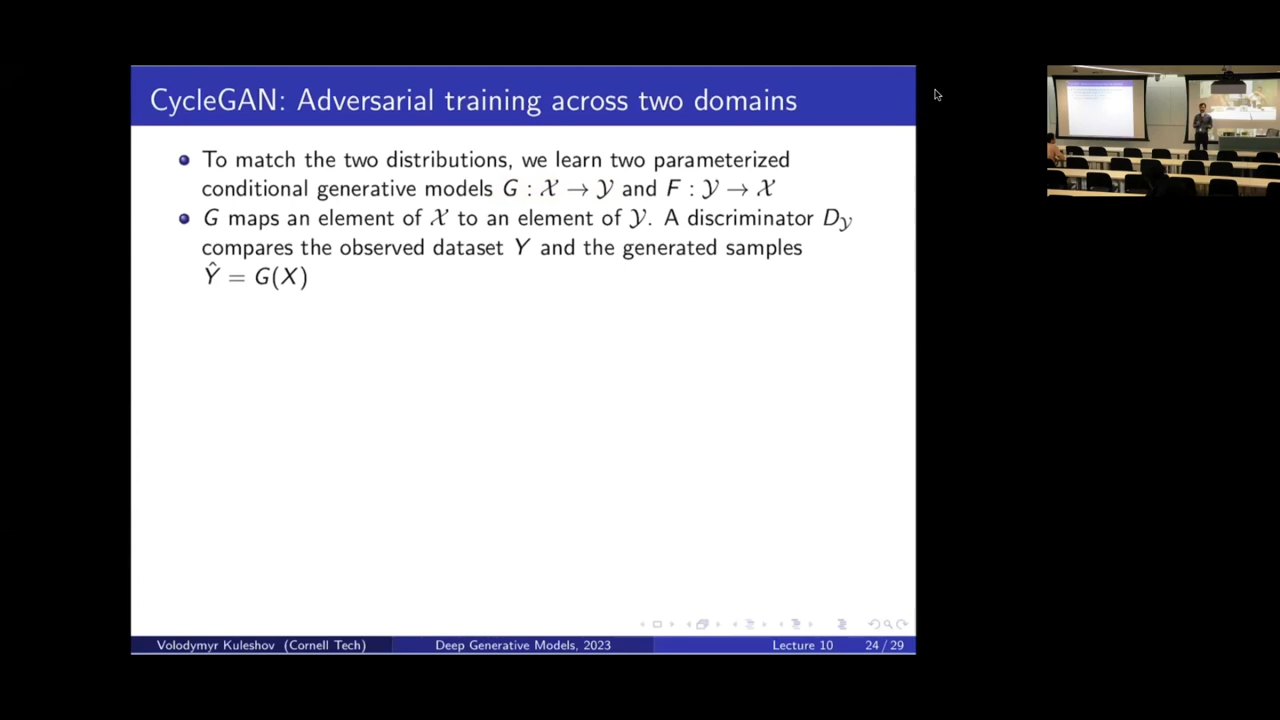 CycleGAN: Adversarial training across two domains
To match the two distributions, we learn two parameterized
conditional generative models G : 𝒳 → 𝒴 and F : 𝒴 → 𝒳
G maps an element of 𝒳 to an element of 𝒴. A discriminator D𝒴
compares the observed dataset Y and the generated samples
Ŷ = G(X)
Volodymyr Kuleshov (Cornell Tech)
Deep Generative Models, 2023
Lecture 10
24 / 29